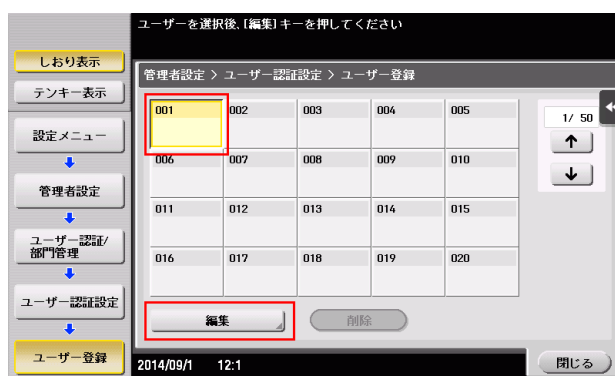 ユーザーを選択後、[編集]キーを押してください
しおり表示
テンキー表示
設定メニュー
管理者設定
ユーザー認証/
部門管理
ユーザー認証設定
ユーザー登録
管理者設定 > ユーザー認証設定 > ユーザー登録
001 002 003 004 005
006 007 008 009 010
011 012 013 014 015
016 017 018 019 020
1/ 50
編集 削除
2014/09/1 12:1
閉じる